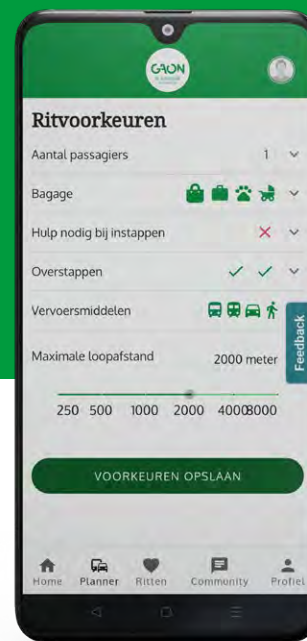 GAON
Ritvoorkeuren
Aantal passagiers 1
Bagage
Hulp nodig bij instappen
Overstappen
Vervoersmiddelen
Maximale loopafstand 2000 meter
Feedback
250 500 1000 2000 4000 8000
VOORKEUREN OPSLAAN
Home Planner Ritten Community Profiel